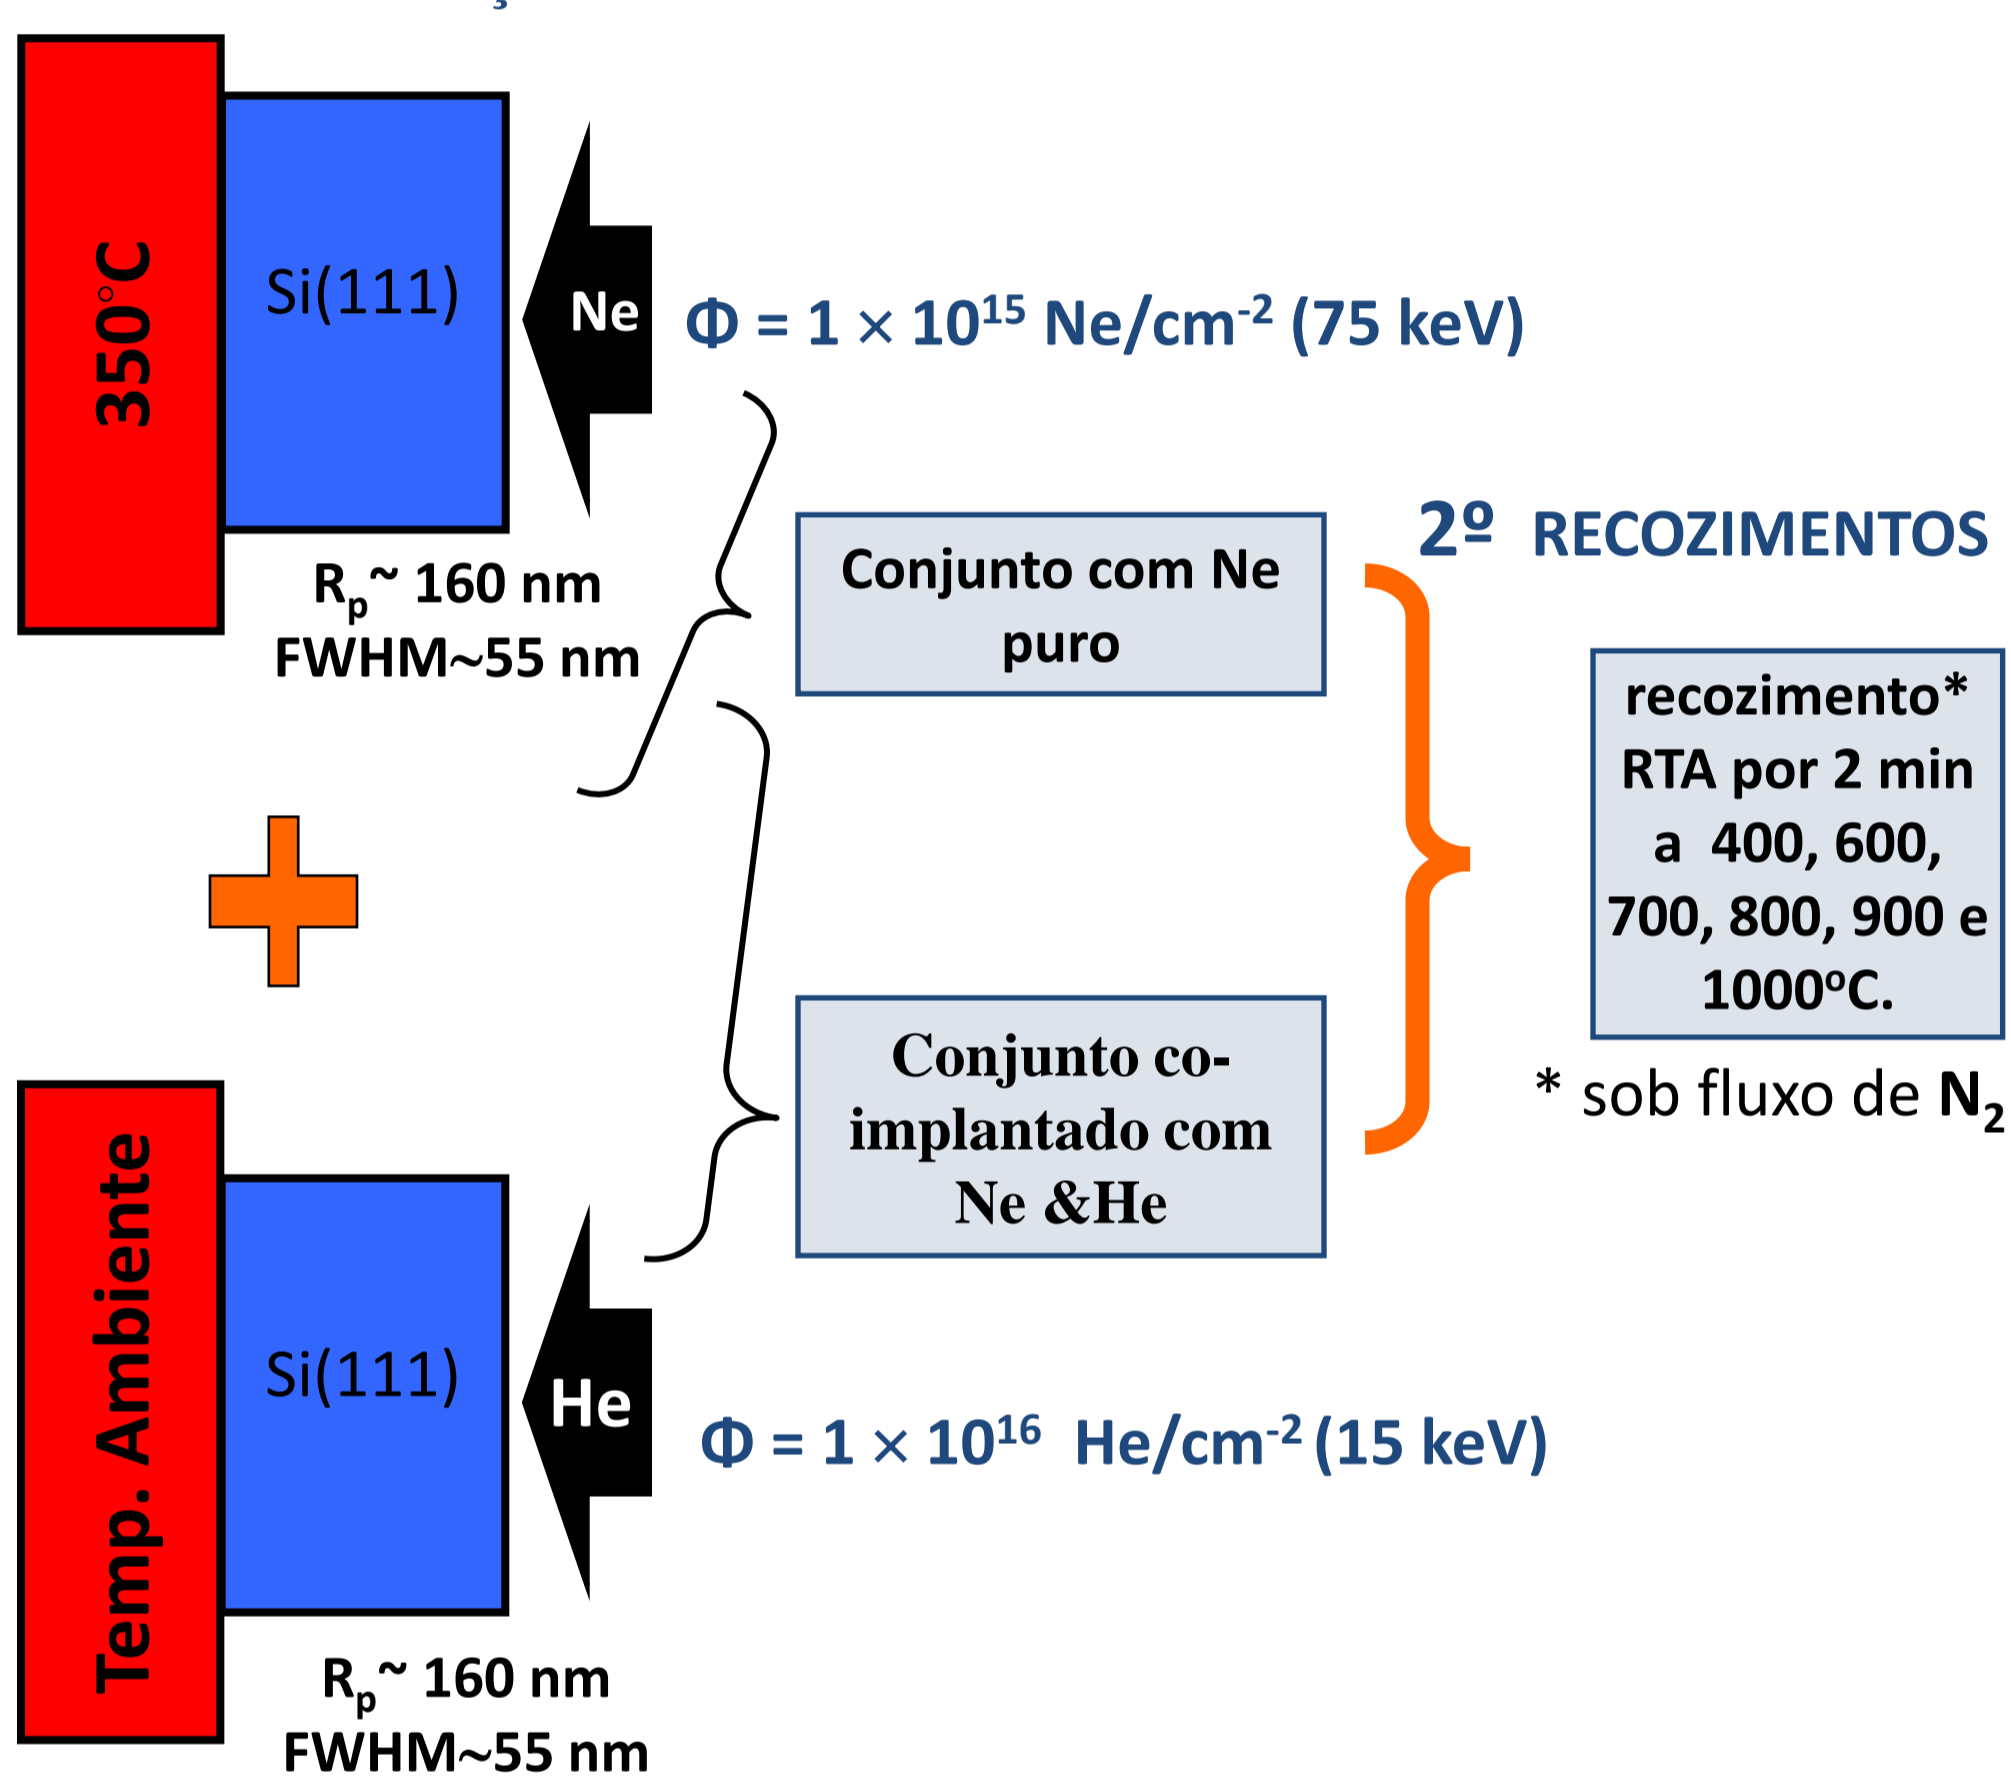 350°C
Si(111)
Ne
Φ = 1 × 10¹⁵ Ne/cm⁻² (75 keV)
Rₚ~ 160 nm
FWHM~55 nm
Conjunto com Ne
puro
2º RECOZIMENTOS
recozimento*
RTA por 2 min
a 400, 600,
700, 800, 900 e
1000ºC.
* sob fluxo de N₂
Conjunto co-
implantado com
Ne &He
Temp. Ambiente
Si(111)
He
Φ = 1 × 10¹⁶ He/cm⁻² (15 keV)
Rₚ~ 160 nm
FWHM~55 nm